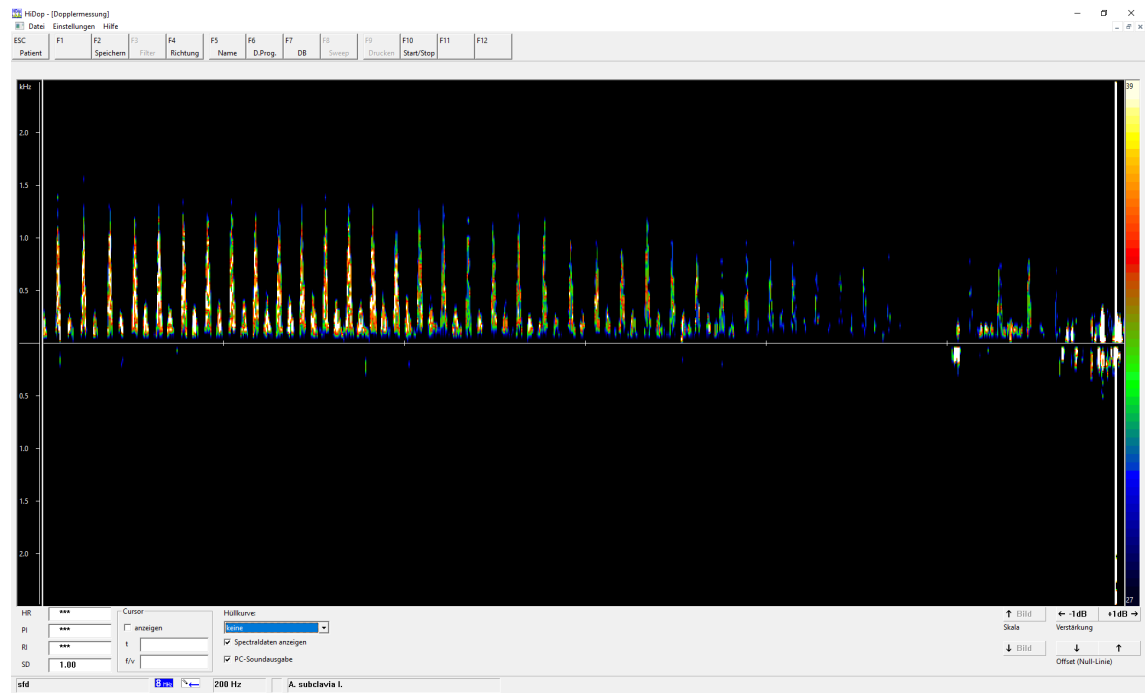 HiDop - [Dopplermessung]
Datei Einstellungen Hilfe
ESC F1 F2 F3 F4 F5 F6 F7 F8 F9 F10 F11 F12
Patient Speichern Filter Richtung Name D.Prog. DB Sweep Drucken Start/Stop
kHz 39
2.0
1.5
1.0
0.5
0.5
1.0
1.5
2.0
27
HR *** Cursor Hüllkurve: ↑ Bild ← -1dB +1dB →
PI *** anzeigen keine Skala Verstärkung
RI *** t Spectraldaten anzeigen ↓ Bild ↓ ↑
SD 1.00 f/v PC-Soundausgabe Offset (Null-Linie)
sfd 8 MHz 200 Hz A. subclavia l.